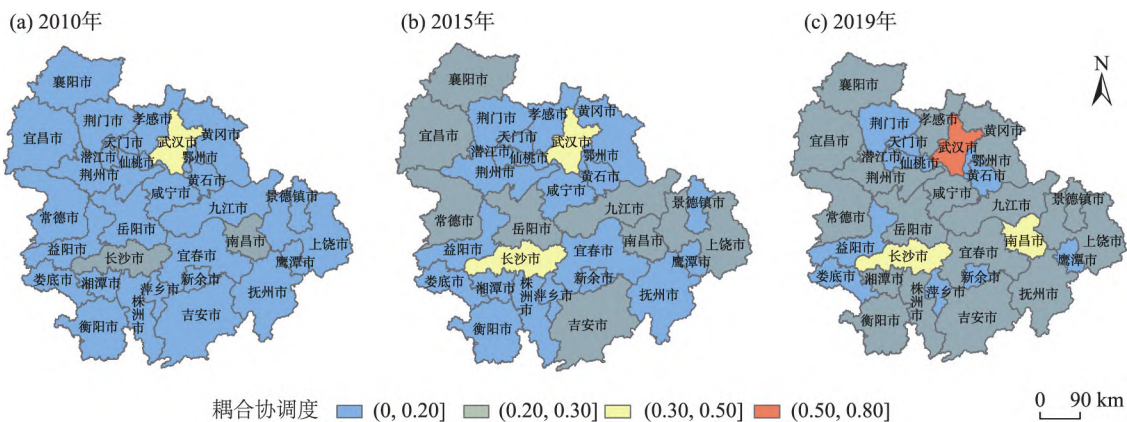 (a) 2010年
(b) 2015年
(c) 2019年
N
襄阳市
宜昌市
荆门市
孝感市
黄冈市
天门市
武汉市
潜江市
仙桃市
鄂州市
荆州市
黄石市
咸宁市
常德市
岳阳市
九江市
景德镇市
益阳市
长沙市
宜春市
南昌市
上饶市
鹰潭市
娄底市
湘潭市
株洲市
萍乡市
新余市
抚州市
衡阳市
吉安市
襄阳市
宜昌市
荆门市
孝感市
黄冈市
天门市
武汉市
潜江市
仙桃市
鄂州市
荆州市
黄石市
咸宁市
常德市
岳阳市
九江市
景德镇市
益阳市
长沙市
宜春市
南昌市
上饶市
鹰潭市
娄底市
湘潭市
株洲市
萍乡市
新余市
抚州市
衡阳市
吉安市
襄阳市
宜昌市
荆门市
孝感市
黄冈市
天门市
武汉市
潜江市
仙桃市
鄂州市
荆州市
黄石市
咸宁市
常德市
岳阳市
九江市
景德镇市
益阳市
长沙市
宜春市
南昌市
上饶市
鹰潭市
娄底市
湘潭市
株洲市
萍乡市
新余市
抚州市
衡阳市
吉安市
耦合协调度 (0, 0.20] (0.20, 0.30] (0.30, 0.50] (0.50, 0.80]
0 90 km